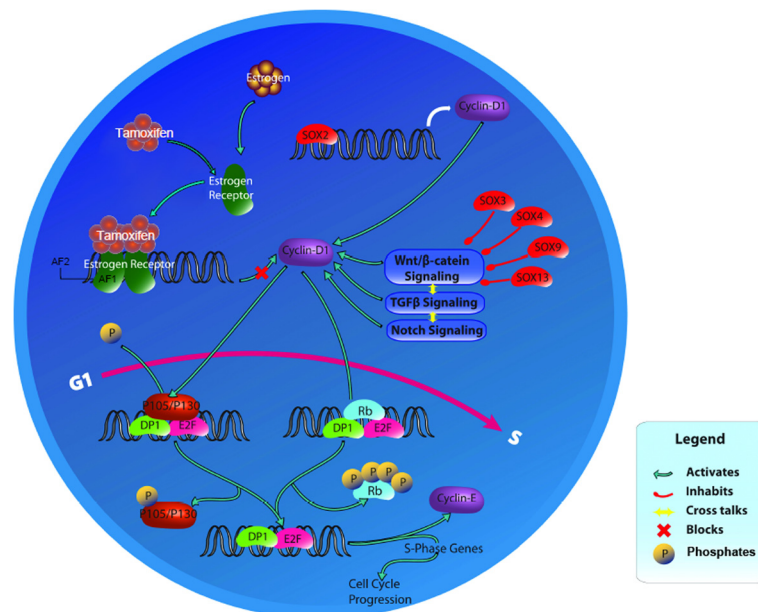 Estrogen
Cyclin-D1
Tamoxifen
SOX2
Estrogen
Receptor
SOX3
SOX4
Tamoxifen
SOX9
Cyclin-D1
AF2
Estrogen Receptor
Wnt/β-catein
Signaling
AF1
SOX13
TGFβ Signaling
P
Notch Signaling
G1
P105/P130
Rb
DP1
E2F
DP1
E2F
S
Legend
Activates
Inhabits
Cross talks
Blocks
P
Phosphates
P
P
P
P
Rb
P
P105/P130
Cyclin-E
DP1
E2F
S-Phase Genes
Cell Cycle
Progression